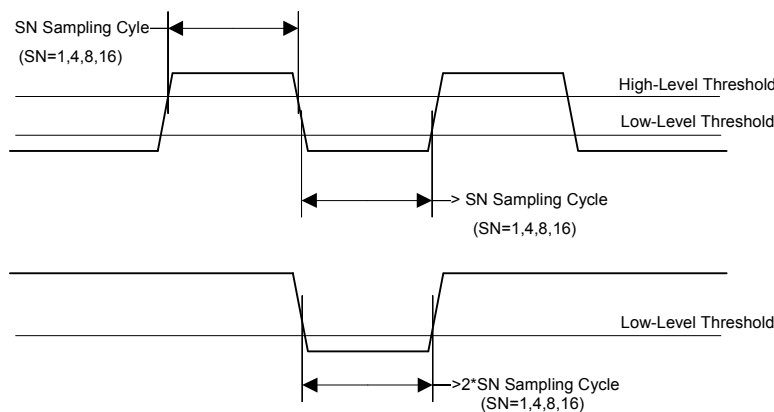 SN Sampling Cyle
(SN=1,4,8,16)
High-Level Threshold
Low-Level Threshold
> SN Sampling Cycle
(SN=1,4,8,16)
Low-Level Threshold
>2*SN Sampling Cycle
(SN=1,4,8,16)